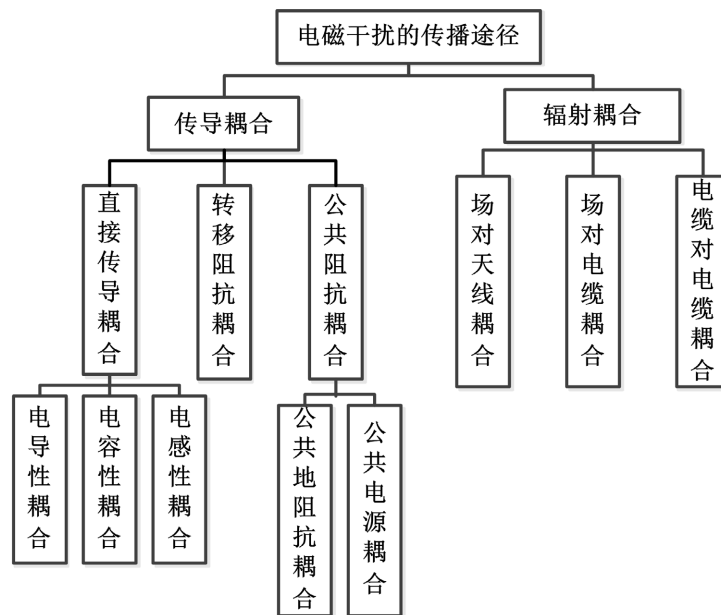 电磁干扰的传播途径
传导耦合
辐射耦合
直接传导耦合
转移阻抗耦合
公共阻抗耦合
场对天线耦合
场对电缆耦合
电缆对电缆耦合
电导性耦合
电容性耦合
电感性耦合
公共地阻抗耦合
公共电源耦合